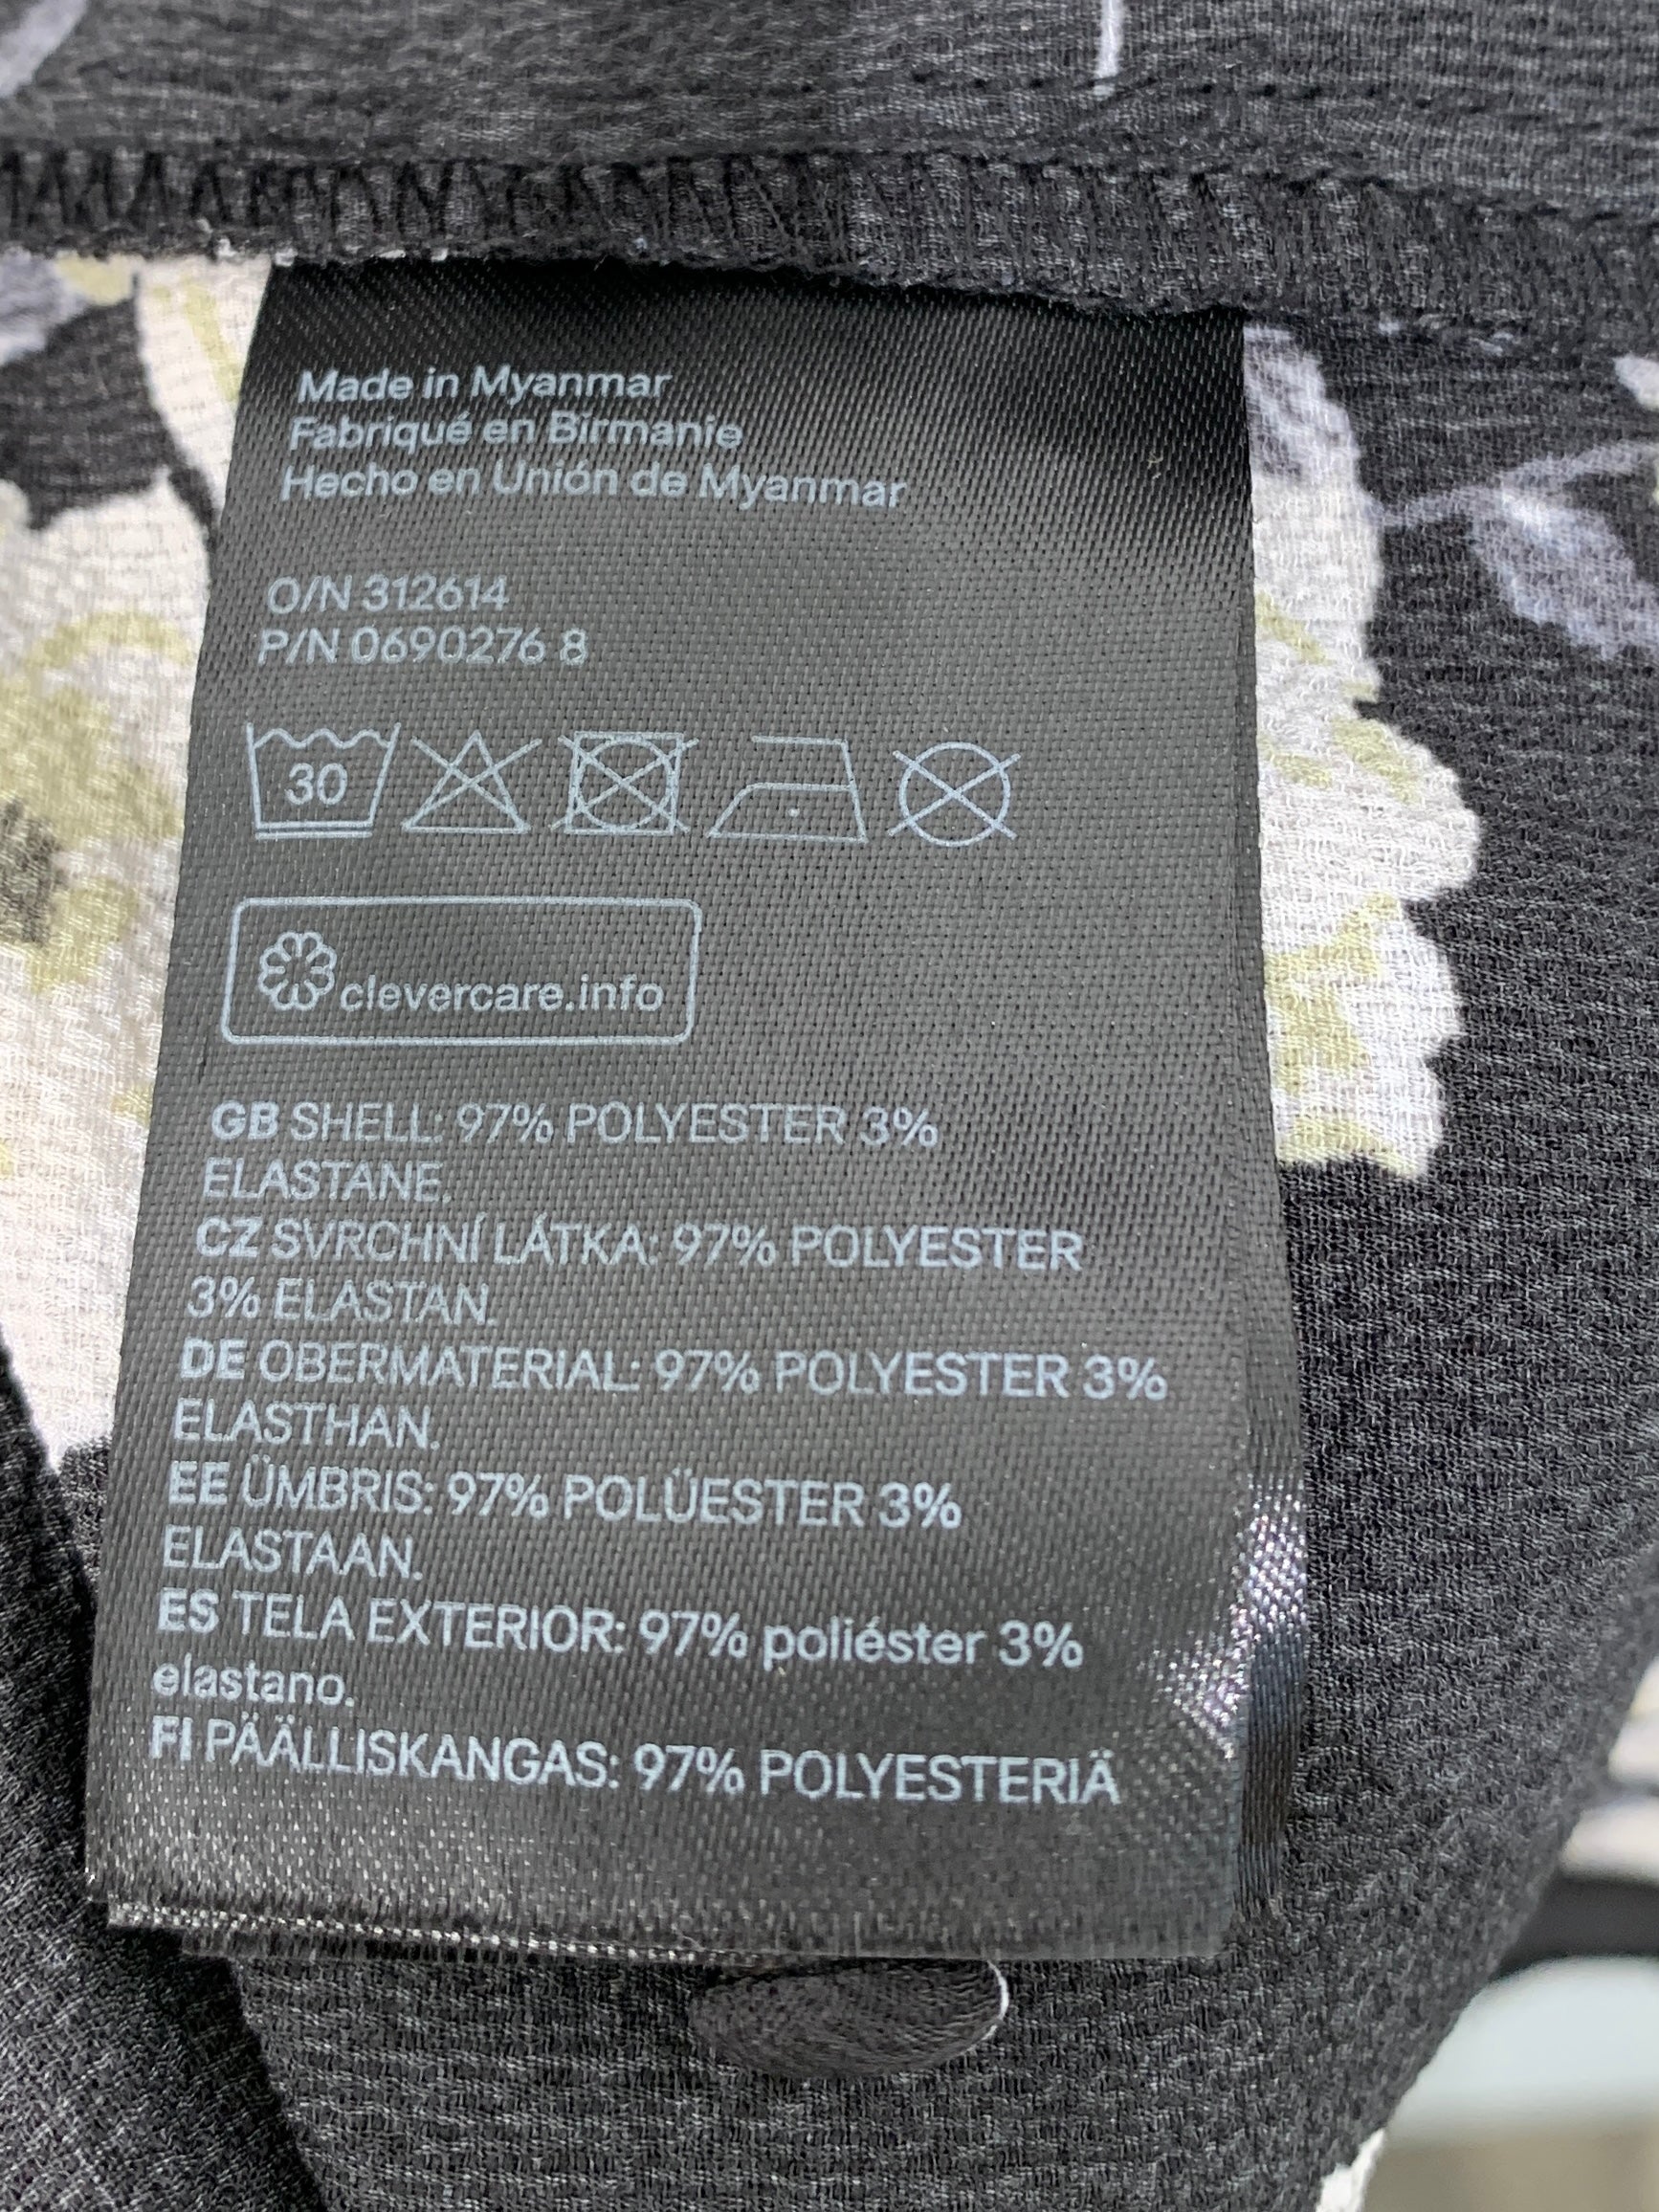 Made in Myanmar
Fabriqué en Birmanie
Hecho en Unión de Myanmar
O/N 312614
P/N 0690276 8
30
clevercare.info
GB SHELL: 97% POLYESTER 3%
ELASTANE.
CZ SVRCHNÍ LÁTKA: 97% POLYESTER
3% ELASTAN.
DE OBERMATERIAL: 97% POLYESTER 3%
ELASTHAN.
EE ÜMBRIS: 97% POLÜESTER 3%
ELASTAAN.
ES TELA EXTERIOR: 97% poliéster 3%
elastano.
FI PÄÄLLISKANGAS: 97% POLYESTERIÄ